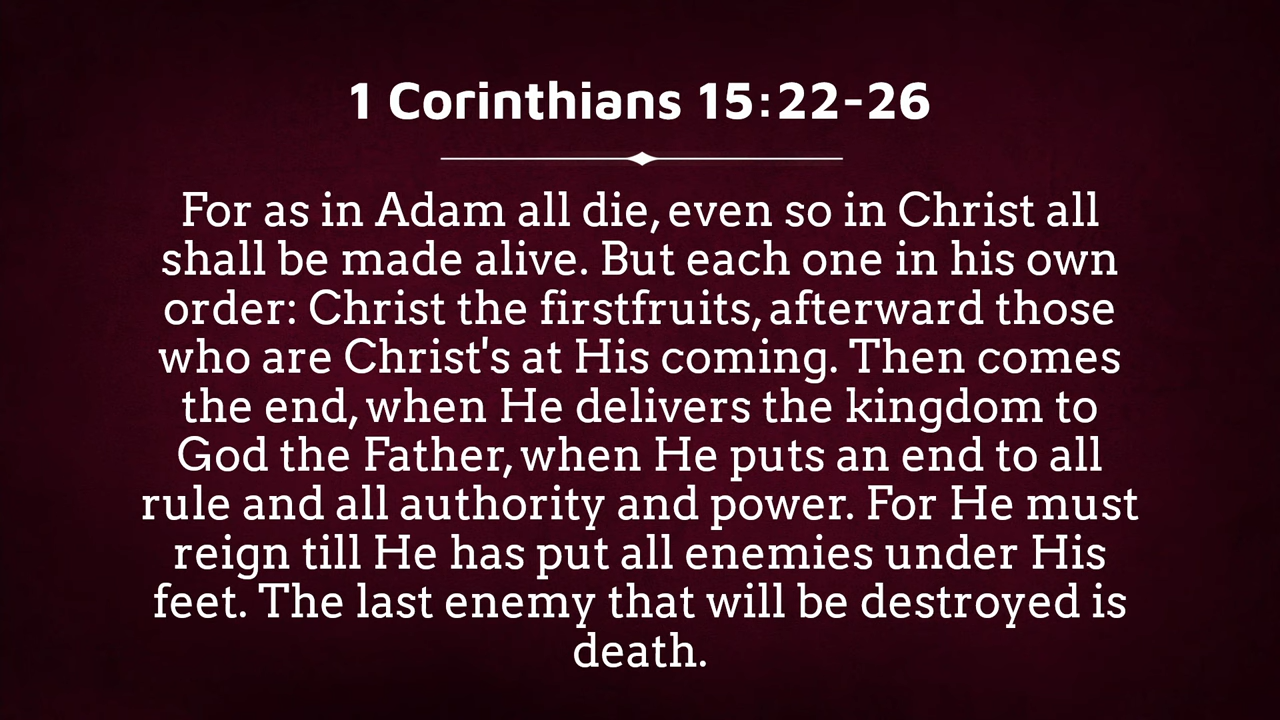 1 Corinthians 15:22-26
For as in Adam all die, even so in Christ all
shall be made alive. But each one in his own
order: Christ the firstfruits, afterward those
who are Christ's at His coming. Then comes
the end, when He delivers the kingdom to
God the Father, when He puts an end to all
rule and all authority and power. For He must
reign till He has put all enemies under His
feet. The last enemy that will be destroyed is
death.